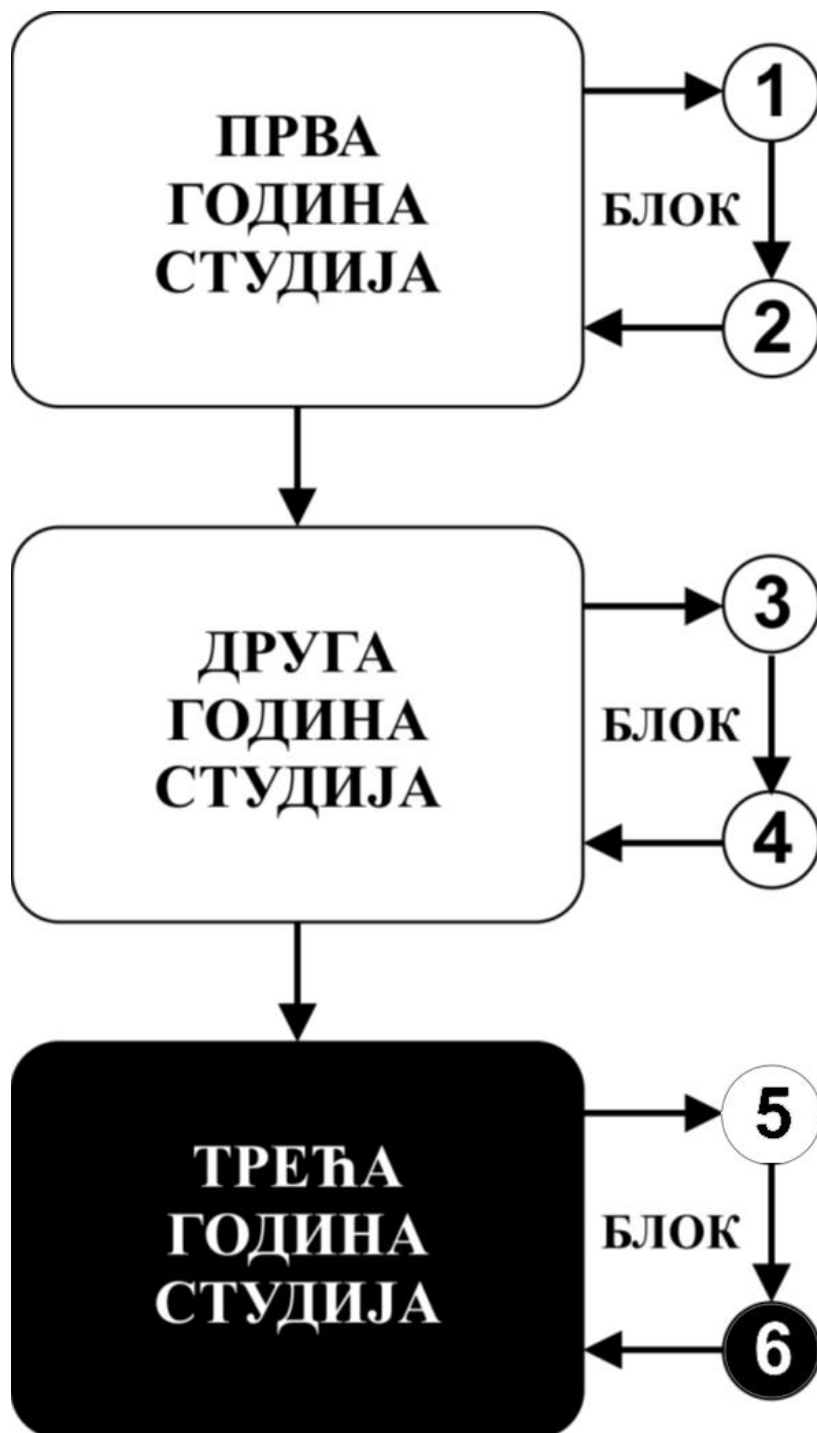 ПРВА
ГОДИНА
СТУДИЈА
1
БЛОК
2
ДРУГА
ГОДИНА
СТУДИЈА
3
БЛОК
4
ТРЕЋА
ГОДИНА
СТУДИЈА
5
БЛОК
6